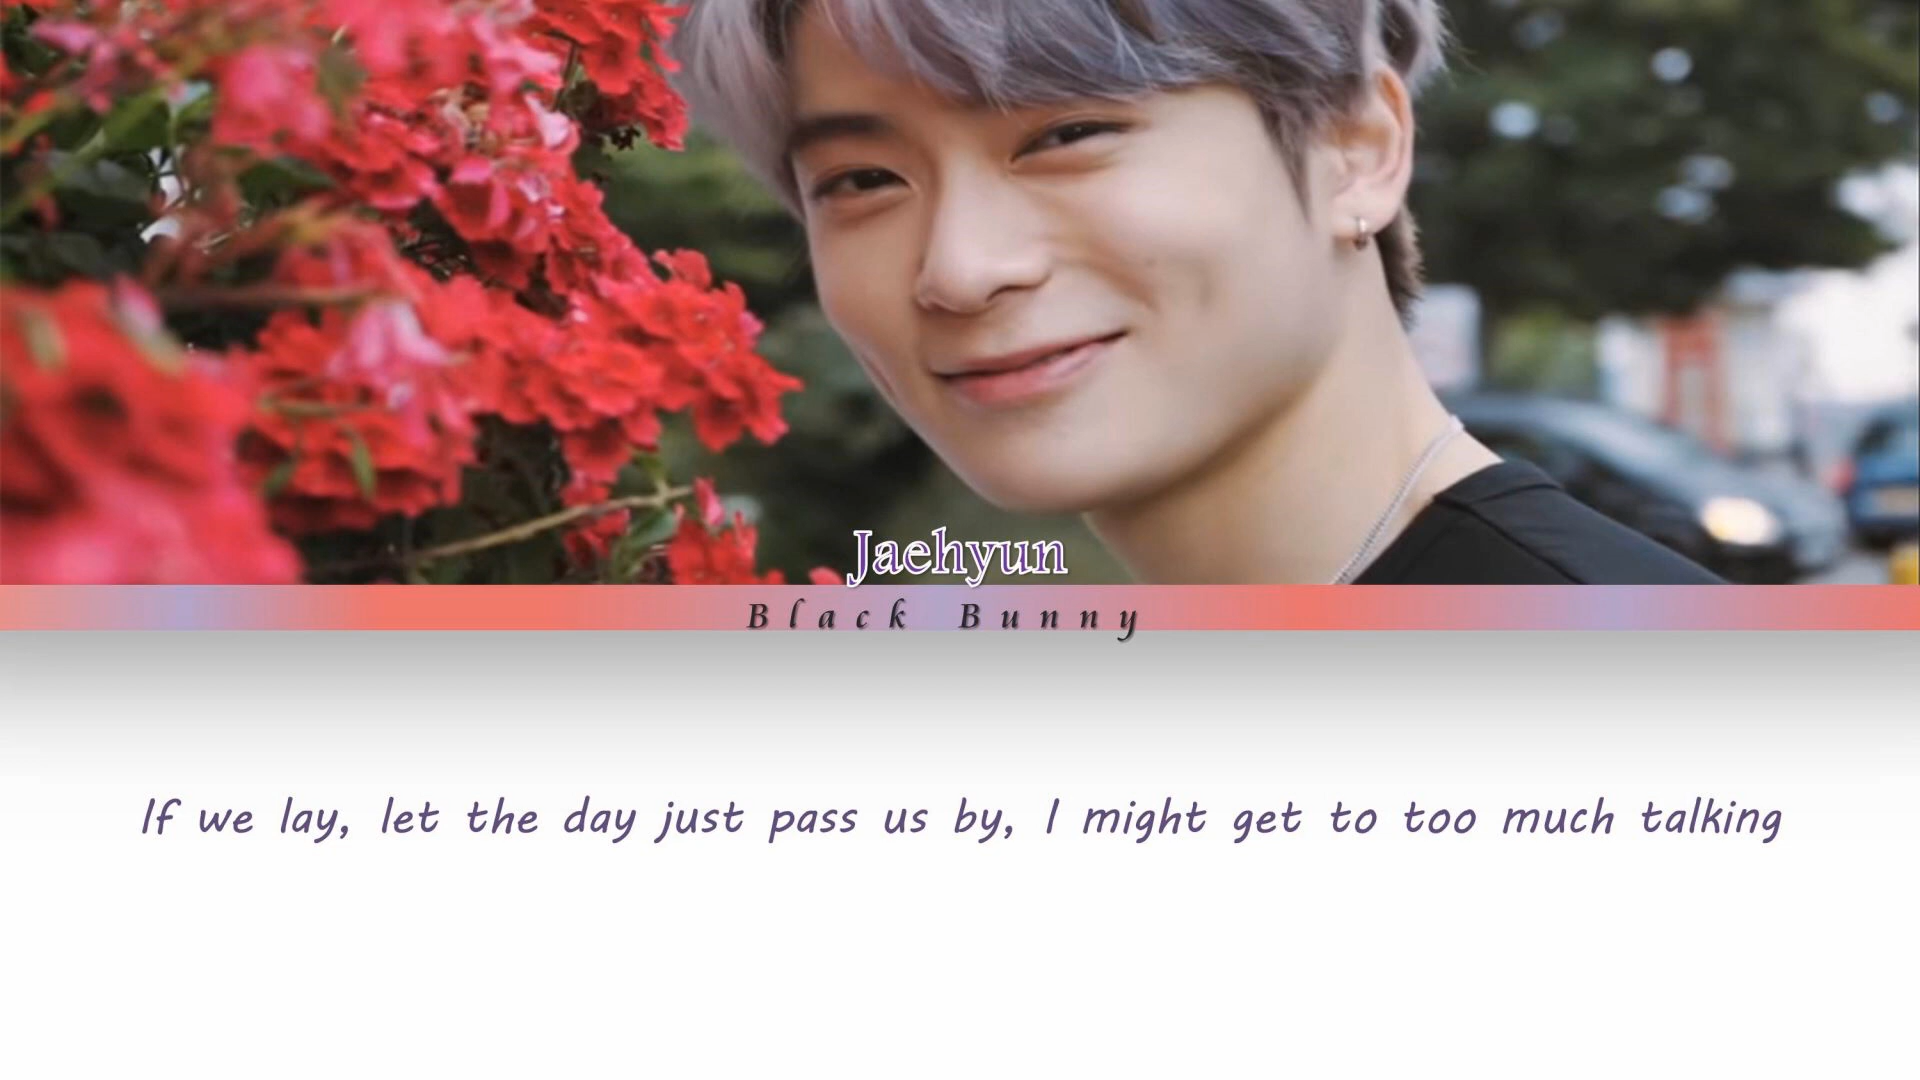 Jaehyun
Black Bunny
If we lay, let the day just pass us by, I might get to too much talking